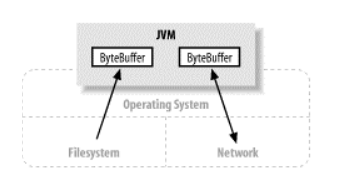 JVM
ByteBuffer ByteBuffer
Operating System
Filesystem Network